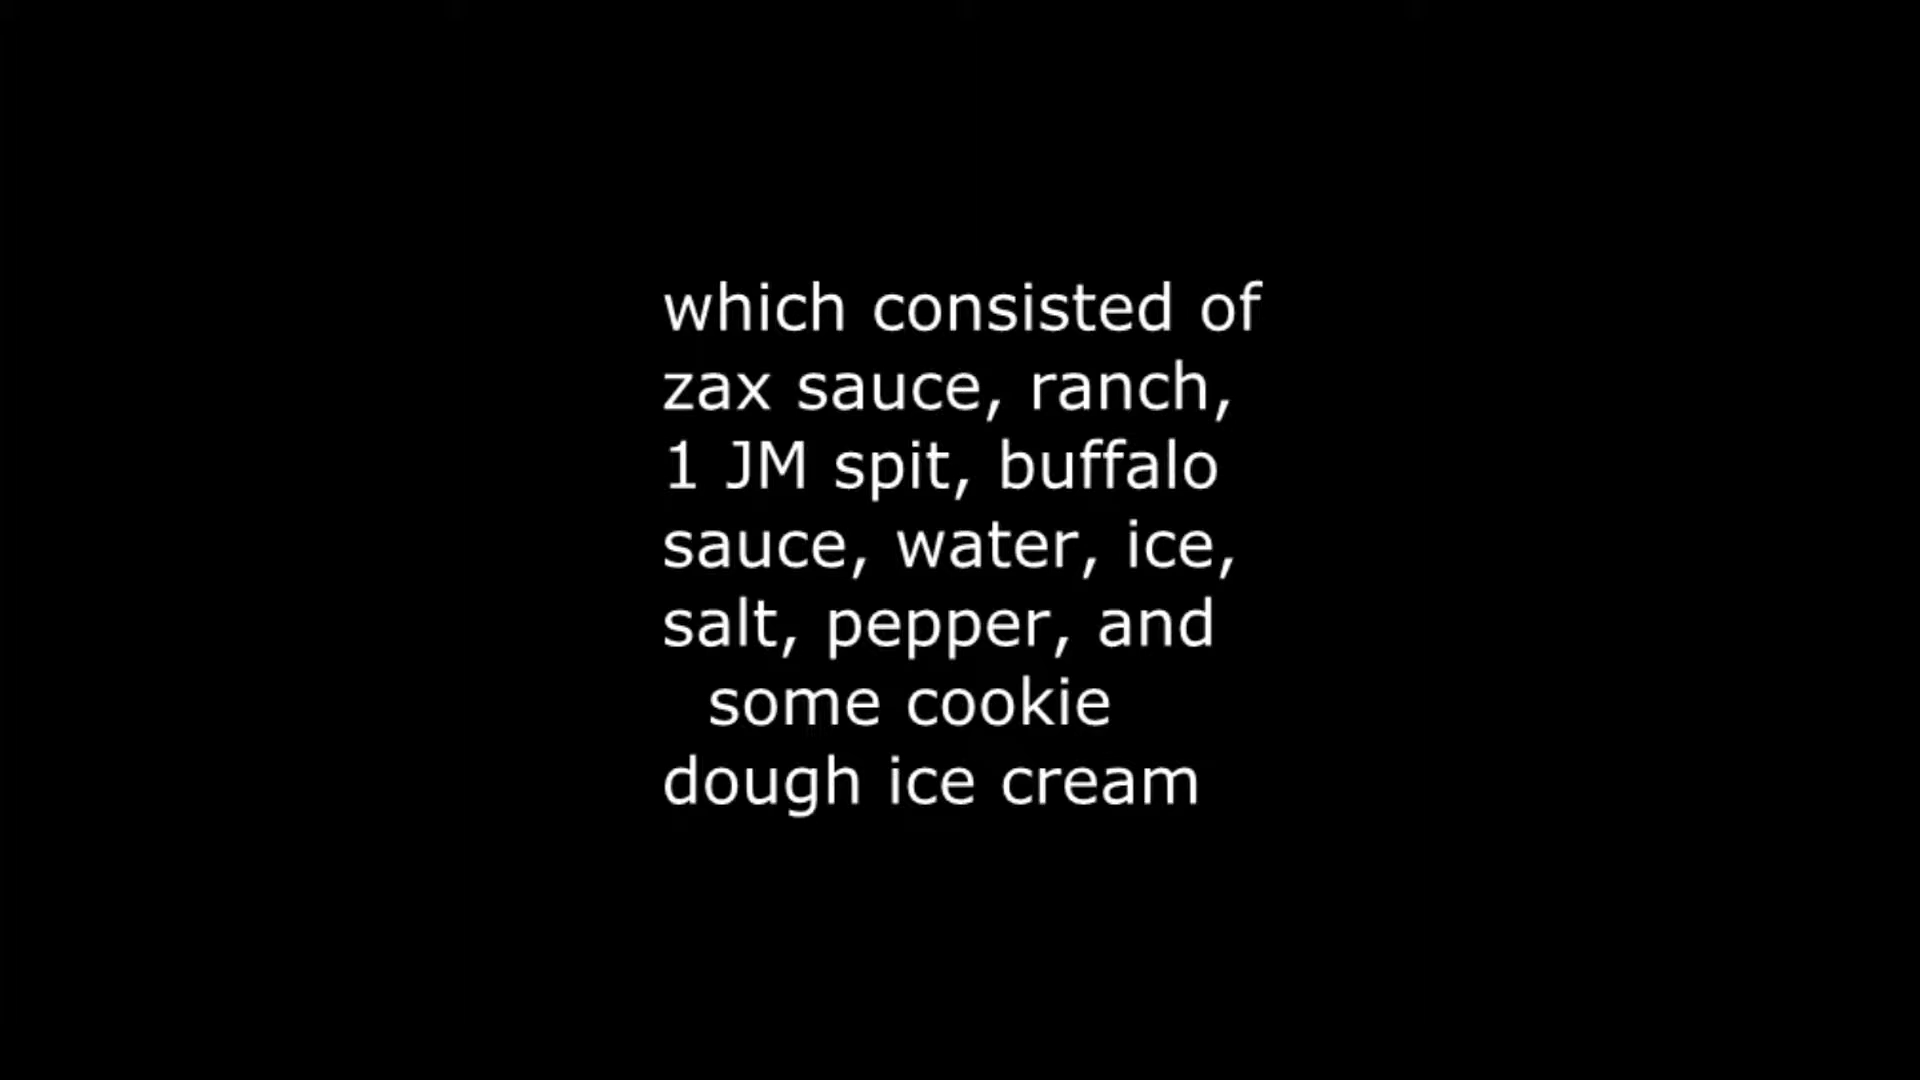 which consisted of
zax sauce, ranch,
1 JM spit, buffalo
sauce, water, ice,
salt, pepper, and
some cookie
dough ice cream